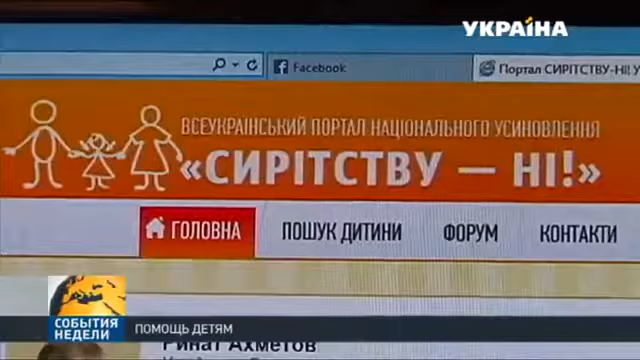 УКРАЇНА
Facebook
Портал СИРІТСТВУ-НІ! У
ВСЕУКРАЇНСЬКИЙ ПОРТАЛ НАЦІОНАЛЬНОГО УСИНОВЛЕННЯ
«СИРІТСТВУ — НІ!»
ГОЛОВНА
ПОШУК ДИТИНИ
ФОРУМ
КОНТАКТИ
СОБЫТИЯ
НЕДЕЛИ
ПОМОЩЬ ДЕТЯМ
Ринат Ахметов